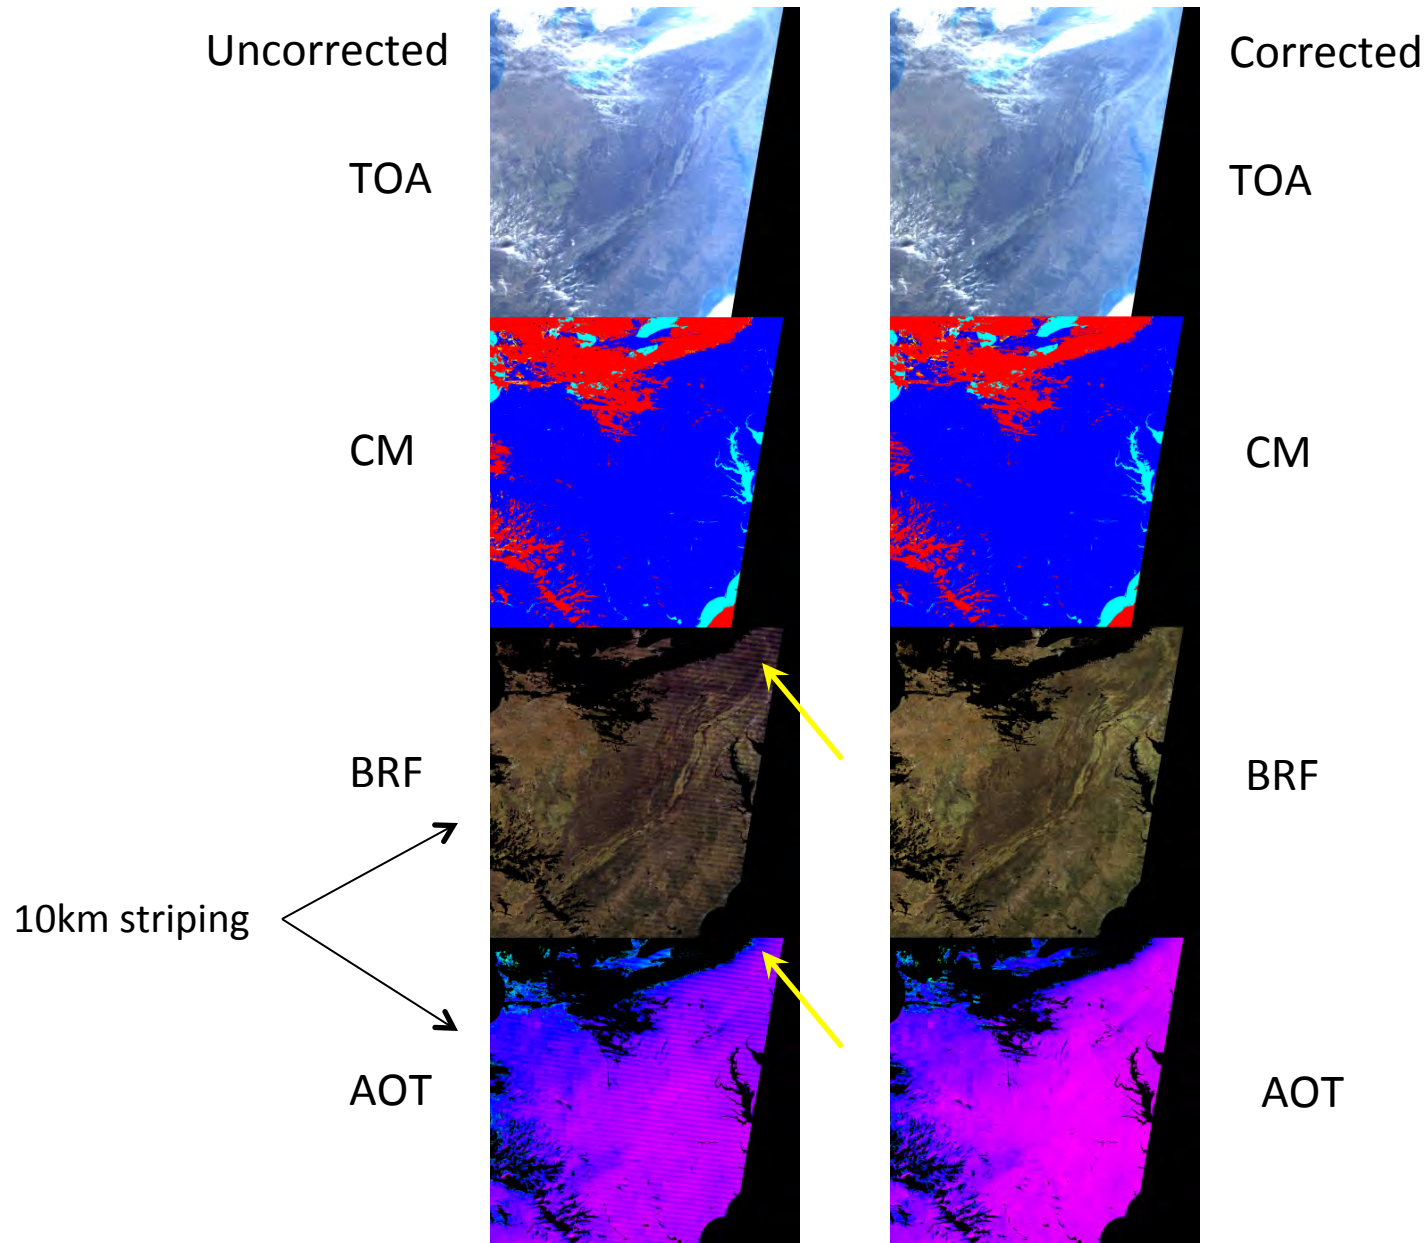 Uncorrected
Corrected
TOA
TOA
CM
CM
BRF
BRF
10km striping
AOT
AOT